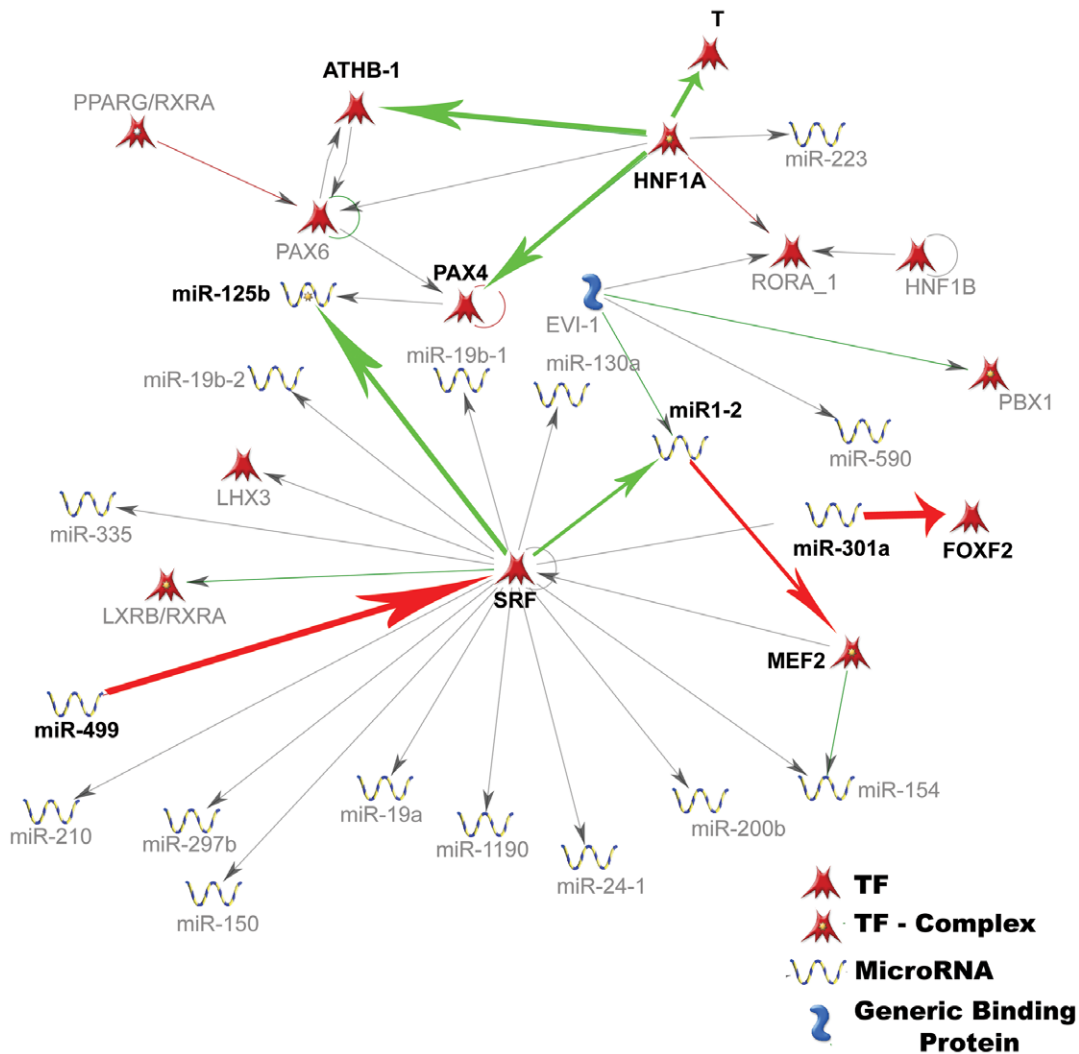 T
ATHB-1
PPARG/RXRA
miR-223
HNF1A
PAX6
PAX4
RORA_1
HNF1B
miR-125b
EVI-1
miR-19b-1
miR-130a
miR-19b-2
PBX1
miR1-2
miR-590
LHX3
miR-335
miR-301a
FOXF2
SRF
LXRB/RXRA
MEF2
miR-499
miR-154
miR-19a
miR-200b
miR-210
miR-297b
miR-1190
miR-24-1
miR-150
TF
TF - Complex
MicroRNA
Generic Binding
Protein